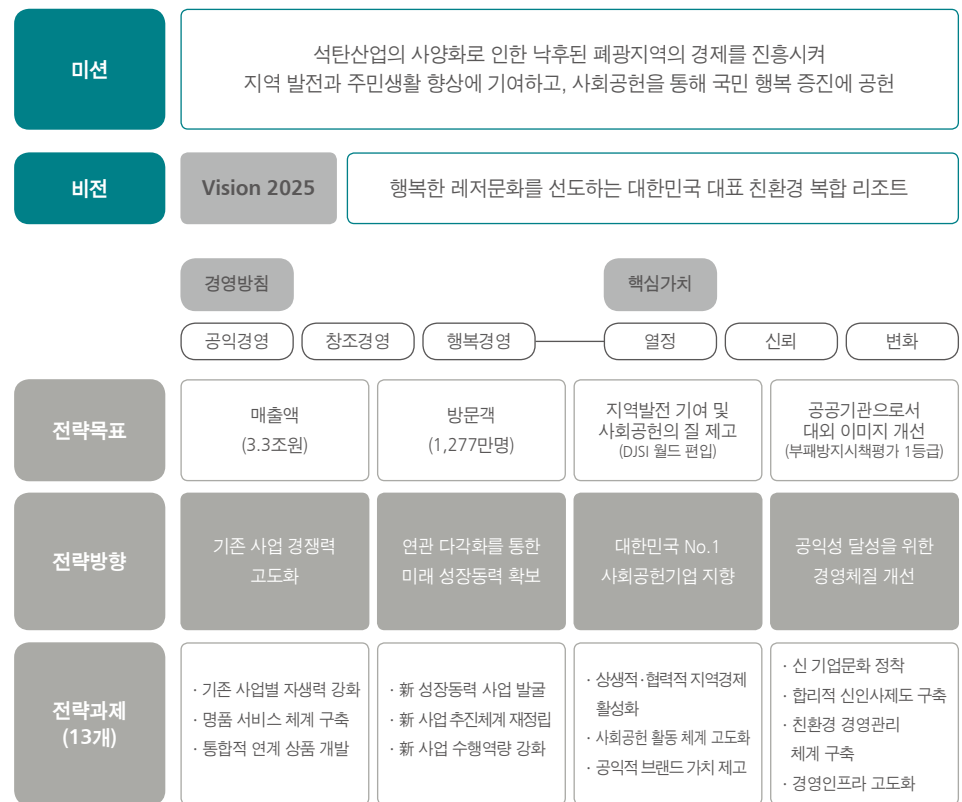 미션
석탄산업의 사양화로 인한 낙후된 폐광지역의 경제를 진흥시켜
지역 발전과 주민생활 향상에 기여하고, 사회공헌을 통해 국민 행복 증진에 공헌
비전
Vision 2025
행복한 레저문화를 선도하는 대한민국 대표 친환경 복합 리조트
경영방침
핵심가치
공익경영
창조경영
행복경영
열정
신뢰
변화
전략목표
매출액
(3.3조원)
방문객
(1,277만명)
지역발전 기여 및
사회공헌의 질 제고
(DJSI 월드 편입)
공공기관으로서
대외 이미지 개선
(부패방지시책평가 1등급)
전략방향
기존 사업 경쟁력
고도화
연관 다각화를 통한
미래 성장동력 확보
대한민국 No.1
사회공헌기업 지향
공익성 달성을 위한
경영체질 개선
전략과제
(13개)
· 기존 사업별 자생력 강화
· 명품 서비스 체계 구축
· 통합적 연계 상품 개발
· 新 성장동력 사업 발굴
· 新 사업 추진체계 재정립
· 新 사업 수행역량 강화
· 상생적·협력적 지역경제
활성화
· 사회공헌 활동 체계 고도화
· 공익적 브랜드 가치 제고
· 신 기업문화 정착
· 합리적 신인사제도 구축
· 친환경 경영관리
체계 구축
· 경영인프라 고도화